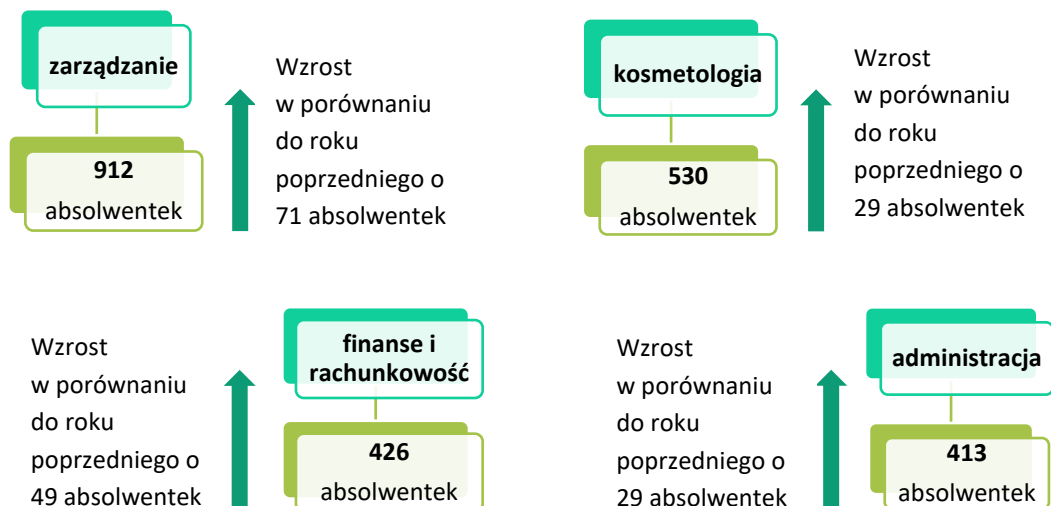 zarządzanie
912
absolwentek
Wzrost
w porównaniu
do roku
poprzedniego o
71 absolwentek
kosmetologia
530
absolwentek
Wzrost
w porównaniu
do roku
poprzedniego o
29 absolwentek
Wzrost
w porównaniu
do roku
poprzedniego o
49 absolwentek
finanse i
rachunkowość
426
absolwentek
Wzrost
w porównaniu
do roku
poprzedniego o
29 absolwentek
administracja
413
absolwentek